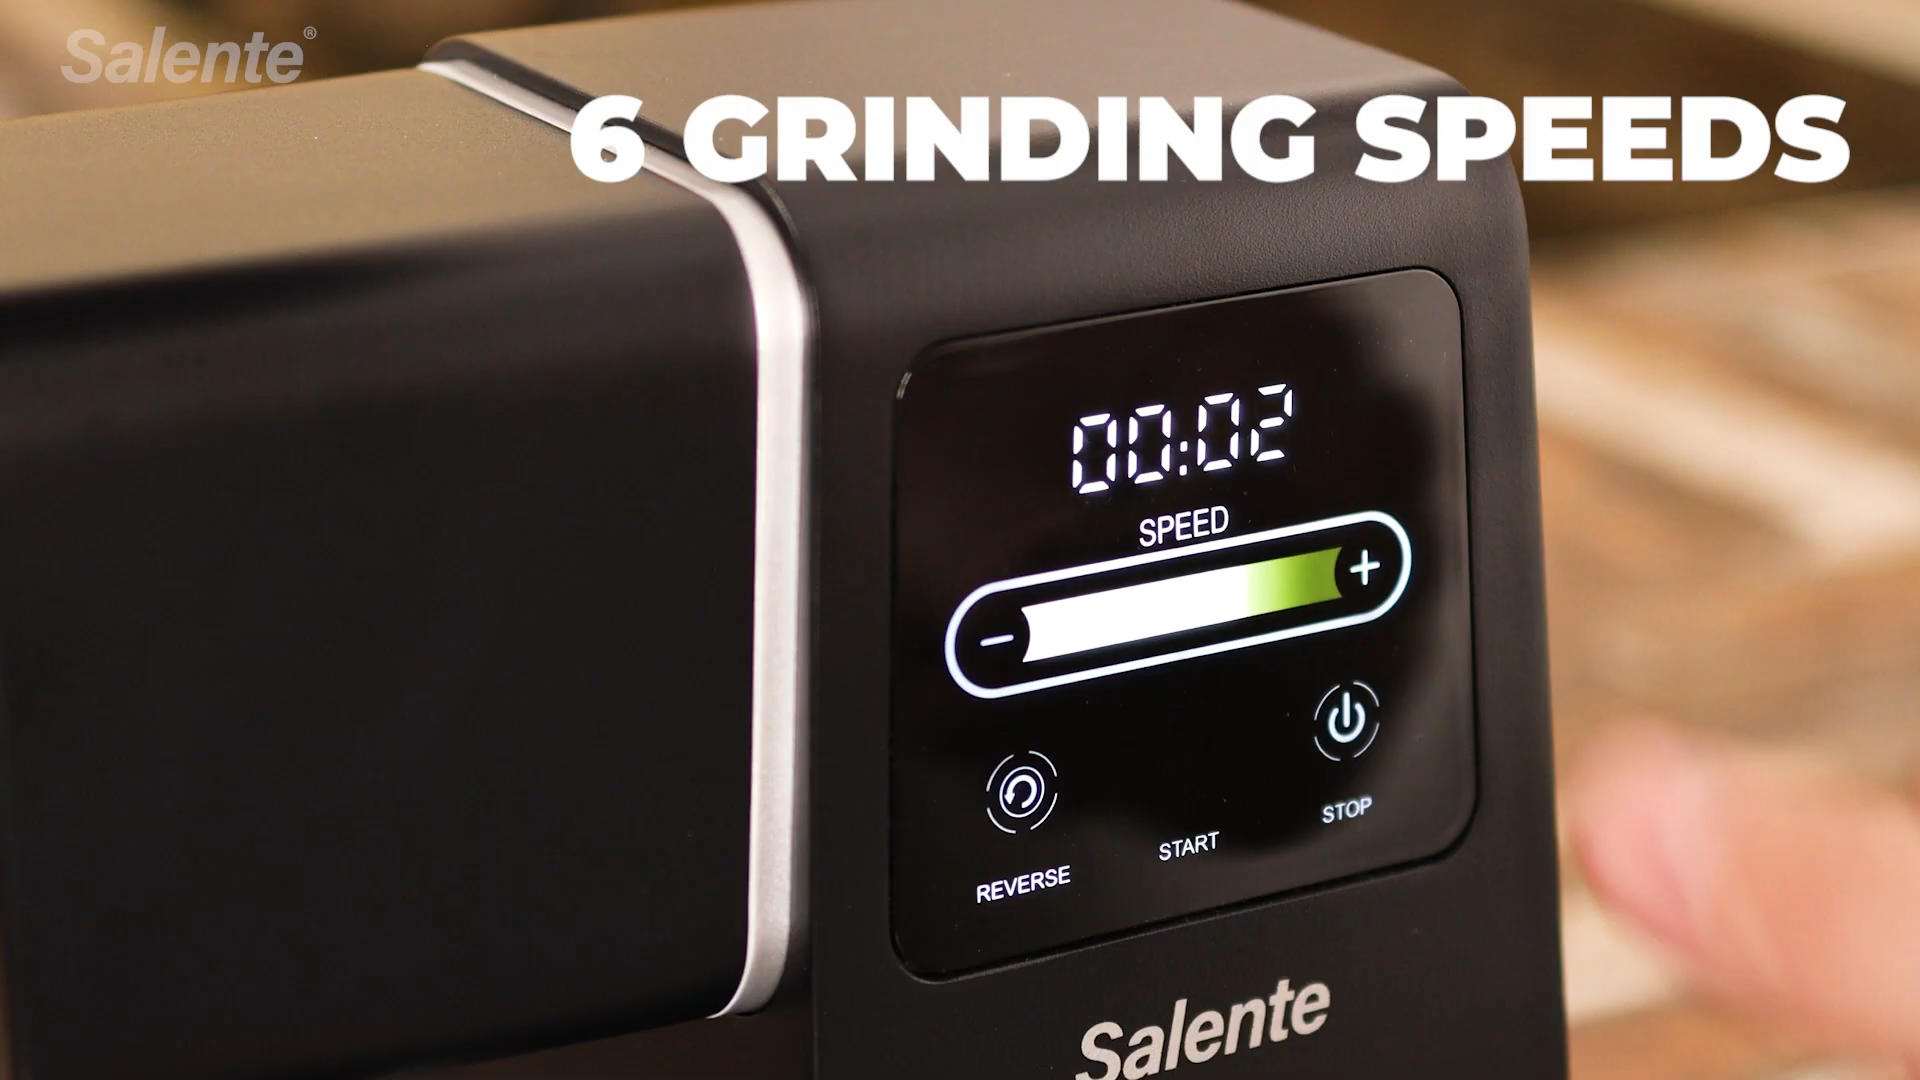 Salente®
6 GRINDING SPEEDS
00:02
SPEED
- +
REVERSE
START
STOP
Salente